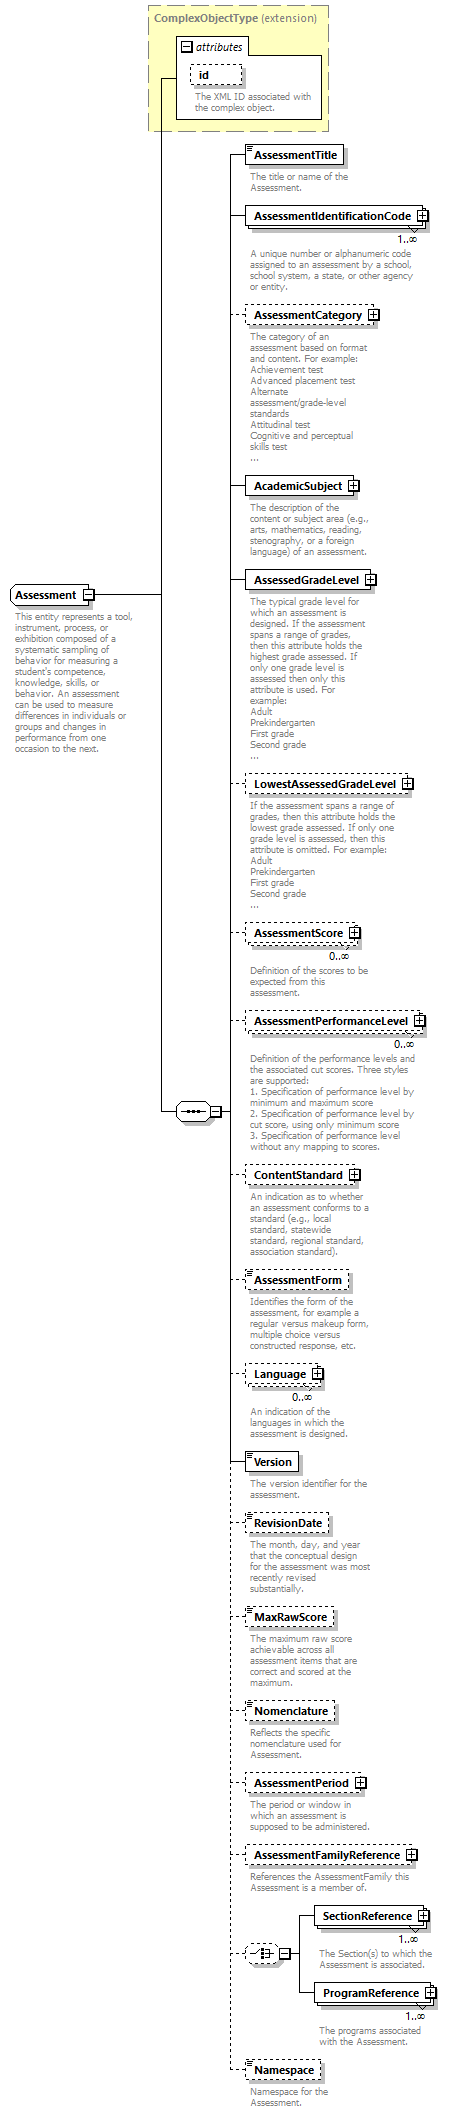 ComplexObjectType (extension)
attributes
id
The XML ID associated with
the complex object.
AssessmentTitle
The title or name of the
Assessment.
AssessmentIdentificationCode
1..∞
A unique number or alphanumeric code
assigned to an assessment by a school,
school system, a state, or other agency
or entity.
AssessmentCategory
The category of an
assessment based on format
and content. For example:
Achievement test
Advanced placement test
Alternate
assessment/grade-level
standards
Attitudinal test
Cognitive and perceptual
skills test
...
AcademicSubject
The description of the
content or subject area (e.g.,
arts, mathematics, reading,
stenography, or a foreign
language) of an assessment.
Assessment
This entity represents a tool,
instrument, process, or
exhibition composed of a
systematic sampling of
behavior for measuring a
student's competence,
knowledge, skills, or
behavior. An assessment
can be used to measure
differences in individuals or
groups and changes in
performance from one
occasion to the next.
AssessedGradeLevel
The typical grade level for
which an assessment is
designed. If the assessment
spans a range of grades,
then this attribute holds the
highest grade assessed. If
only one grade level is
assessed then only this
attribute is used. For
example:
Adult
Prekindergarten
First grade
Second grade
...
LowestAssessedGradeLevel
If the assessment spans a range of
grades, then this attribute holds the
lowest grade assessed. If only one
grade level is assessed, then this
attribute is omitted. For example:
Adult
Prekindergarten
First grade
Second grade
...
AssessmentScore
0..∞
Definition of the scores to be
expected from this
assessment.
AssessmentPerformanceLevel
0..∞
Definition of the performance levels and
the associated cut scores. Three styles
are supported:
1. Specification of performance level by
minimum and maximum score
2. Specification of performance level by
cut score, using only minimum score
3. Specification of performance level
without any mapping to scores.
ContentStandard
An indication as to whether
an assessment conforms to a
standard (e.g., local
standard, statewide
standard, regional standard,
association standard).
AssessmentForm
Identifies the form of the
assessment, for example a
regular versus makeup form,
multiple choice versus
constructed response, etc.
Language
0..∞
An indication of the
languages in which the
assessment is designed.
Version
The version identifier for the
assessment.
RevisionDate
The month, day, and year
that the conceptual design
for the assessment was most
recently revised
substantially.
MaxRawScore
The maximum raw score
achievable across all
assessment items that are
correct and scored at the
maximum.
Nomenclature
Reflects the specific
nomenclature used for
Assessment.
AssessmentPeriod
The period or window in
which an assessment is
supposed to be administered.
AssessmentFamilyReference
References the AssessmentFamily this
Assessment is a member of.
SectionReference
1..∞
The Section(s) to which the
Assessment is associated.
ProgramReference
1..∞
The programs associated
with the Assessment.
Namespace
Namespace for the
Assessment.